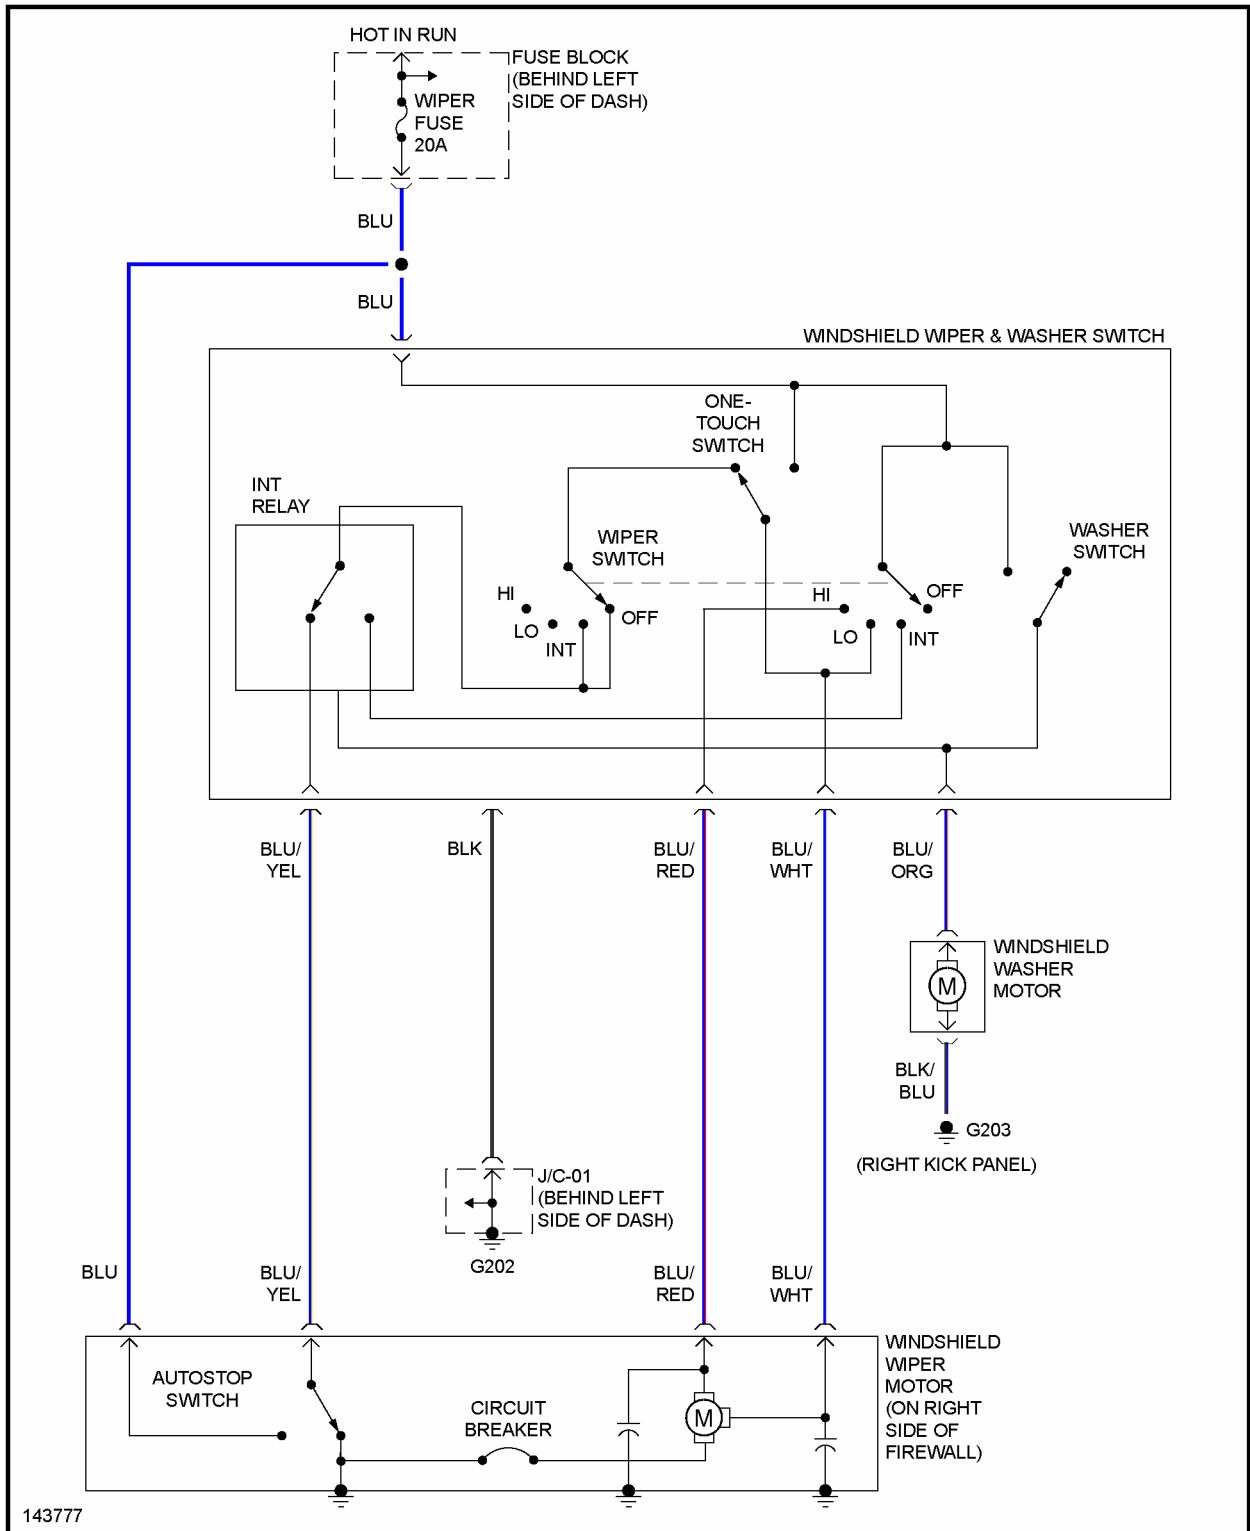 HOT IN RUN
FUSE BLOCK
(BEHIND LEFT
SIDE OF DASH)
WIPER
FUSE
20A
BLU
BLU
WINDSHIELD WIPER & WASHER SWITCH
ONE-
TOUCH
SWITCH
INT
RELAY
WIPER
SWITCH
WASHER
SWITCH
HI
LO
INT
OFF
HI
LO
INT
OFF
BLU/
YEL
BLK
BLU/
RED
BLU/
WHT
BLU/
ORG
M
WINDSHIELD
WASHER
MOTOR
BLK/
BLU
G203
(RIGHT KICK PANEL)
J/C-01
(BEHIND LEFT
SIDE OF DASH)
G202
BLU
BLU/
YEL
BLU/
RED
BLU/
WHT
AUTOSTOP
SWITCH
CIRCUIT
BREAKER
M
WINDSHIELD
WIPER
MOTOR
(ON RIGHT
SIDE OF
FIREWALL)
143777